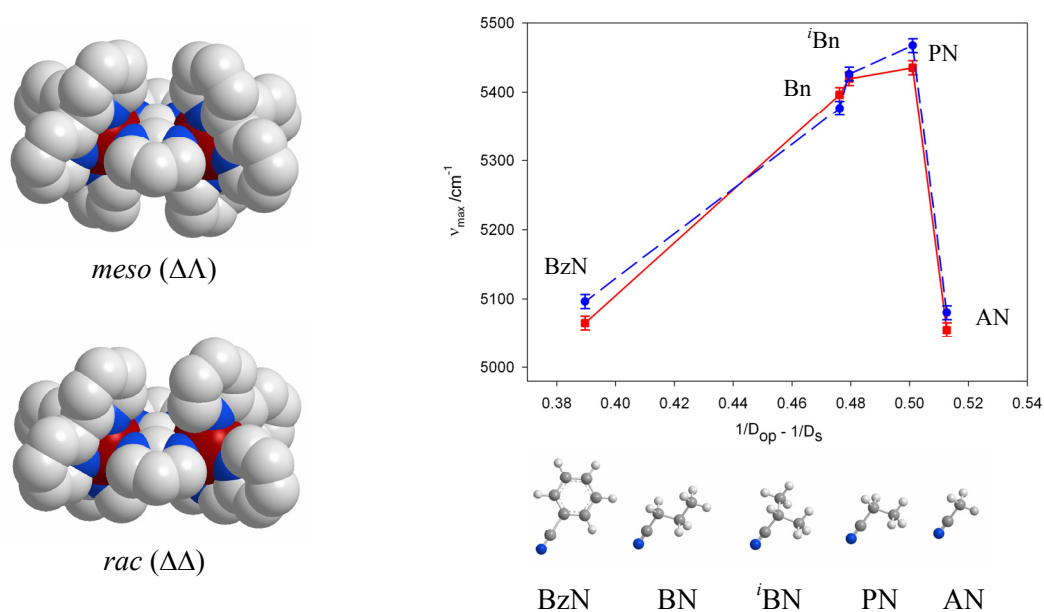 meso (ΔΛ)
rac (ΔΔ)
5500
5400
5300
5200
5100
5000
νmax /cm-1
0.38 0.40 0.42 0.44 0.46 0.48 0.50 0.52 0.54
1/Dop - 1/Ds
BzN
Bn
iBn
PN
AN
BzN BN iBN PN AN